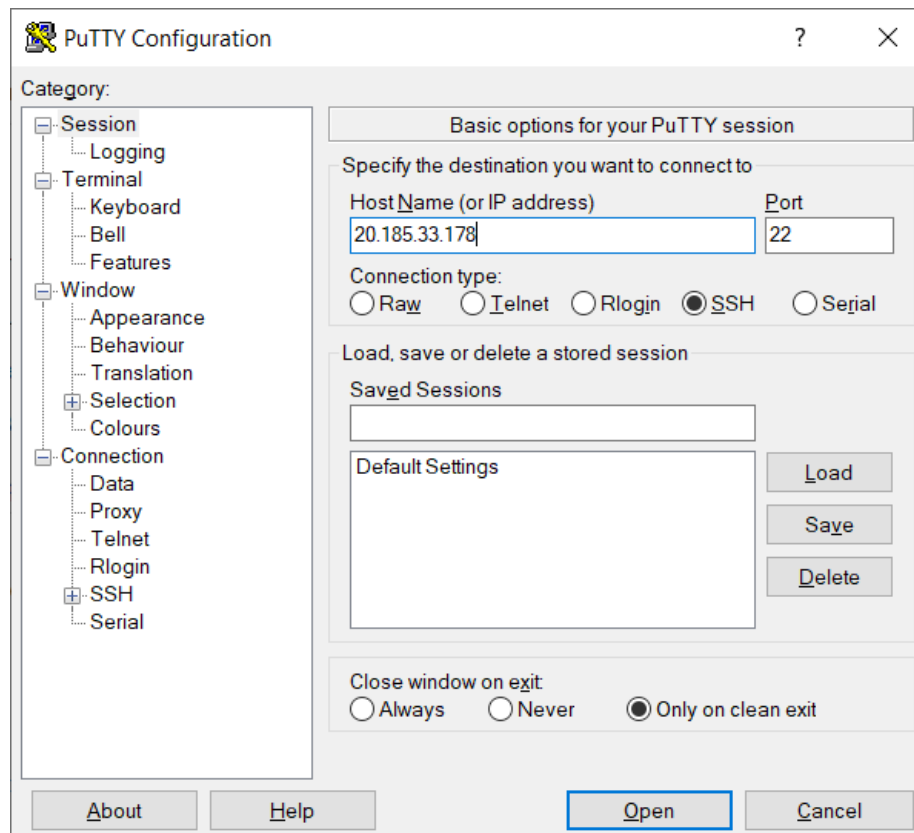 PuTTY Configuration
?
Category:
Session
Logging
Terminal
Keyboard
Bell
Features
Window
Appearance
Behaviour
Translation
Selection
Colours
Connection
Data
Proxy
Telnet
Rlogin
SSH
Serial
Basic options for your PuTTY session
Specify the destination you want to connect to
Host Name (or IP address) Port
20.185.33.178 22
Connection type:
Raw Telnet Rlogin SSH Serial
Load, save or delete a stored session
Saved Sessions
Default Settings
Load
Save
Delete
Close window on exit:
Always Never Only on clean exit
About Help Open Cancel